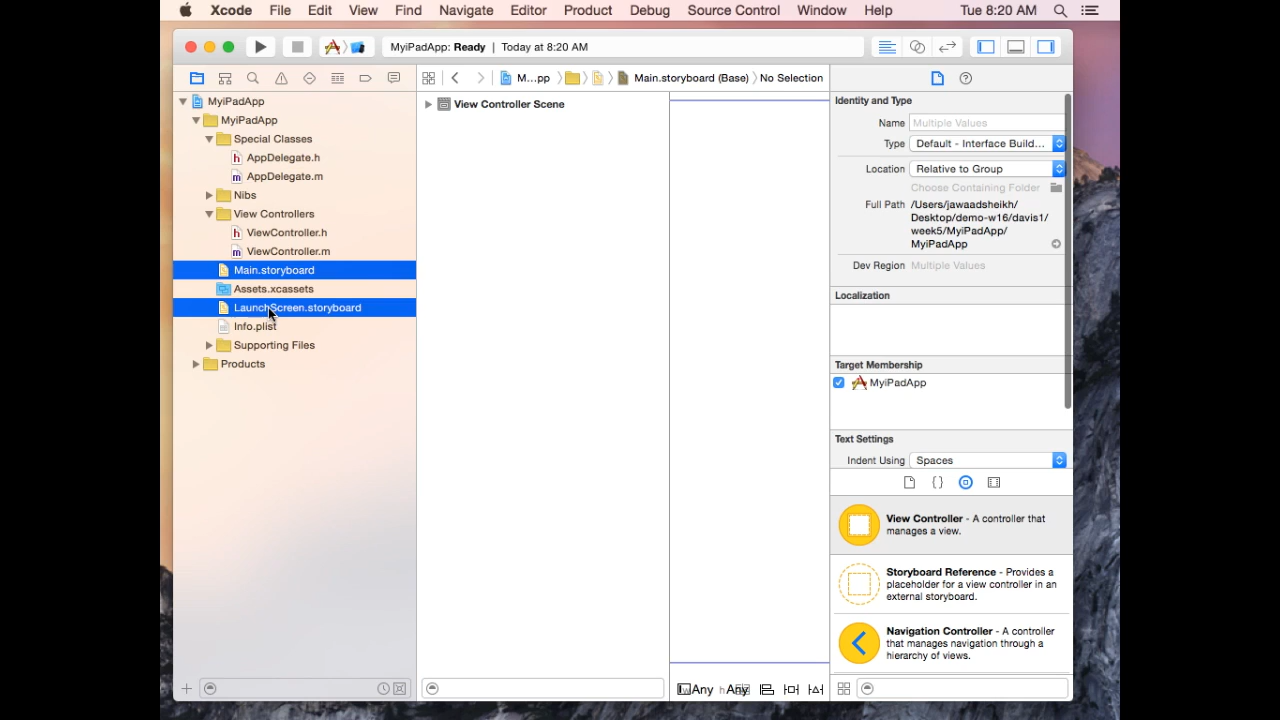 Xcode File Edit View Find Navigate Editor Product Debug Source Control Window Help Tue 8:20 AM
MyiPadApp: Ready | Today at 8:20 AM
M...pp Main.storyboard (Base) No Selection
MyiPadApp
MyiPadApp
Special Classes
h AppDelegate.h
m AppDelegate.m
Nibs
View Controllers
h ViewController.h
m ViewController.m
Main.storyboard
Assets.xcassets
LaunchScreen.storyboard
Info.plist
Supporting Files
Products
View Controller Scene
Identity and Type
Name Multiple Values
Type Default - Interface Build...
Location Relative to Group
Choose Containing Folder
Full Path /Users/jawaadsheikh/
Desktop/demo-w16/davis1/
week5/MyiPadApp/
MyiPadApp
Dev Region Multiple Values
Localization
Target Membership
MyiPadApp
Text Settings
Indent Using Spaces
View Controller - A controller that
manages a view.
Storyboard Reference - Provides a
placeholder for a view controller in an
external storyboard.
Navigation Controller - A controller
that manages navigation through a
hierarchy of views.
Any hAny